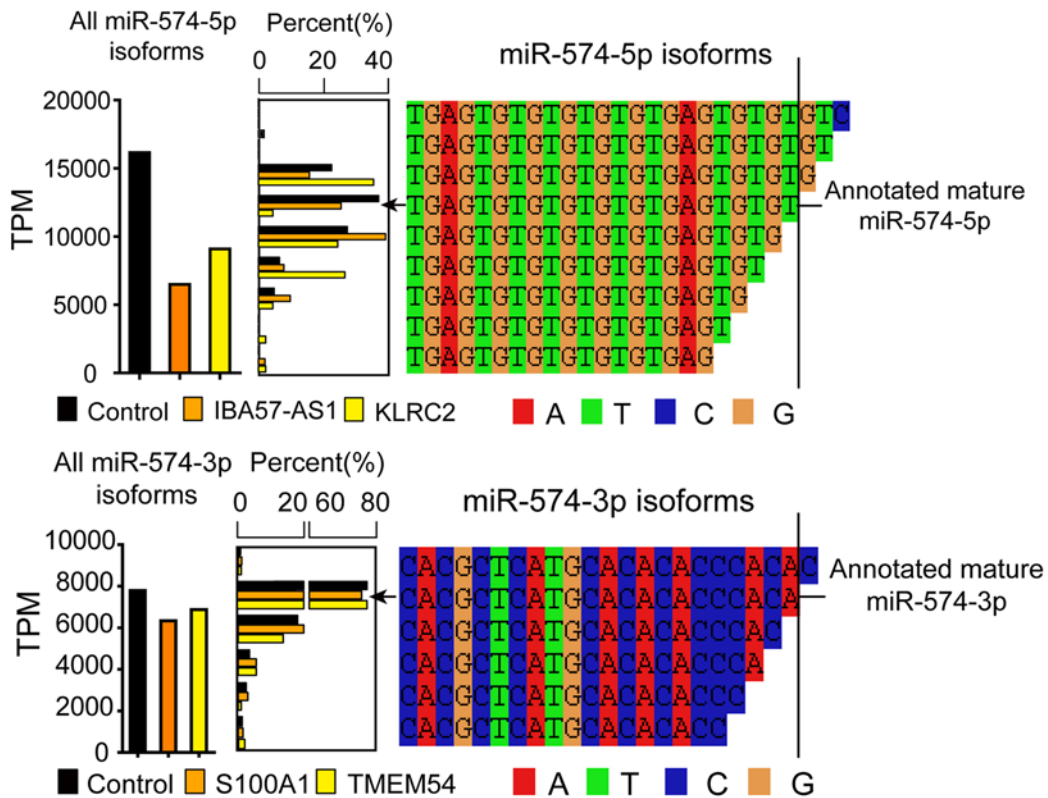 All miR-574-5p
isoforms
Percent(%)
0 20 40
miR-574-5p isoforms
TPM
20000
15000
10000
5000
0
TGAGTGTGTGTGTGTGAGTGTGTGTC
TGAGTGTGTGTGTGTGAGTGTGTGT
TGAGTGTGTGTGTGTGAGTGTGTG
TGAGTGTGTGTGTGTGAGTGTGT
TGAGTGTGTGTGTGTGAGTGTG
TGAGTGTGTGTGTGTGAGTGT
TGAGTGTGTGTGTGTGAGTG
TGAGTGTGTGTGTGTGAGT
TGAGTGTGTGTGTGTGAG
Annotated mature
miR-574-5p
Control IBA57-AS1 KLRC2
A T C G
All miR-574-3p
isoforms
Percent(%)
0 20 60 80
miR-574-3p isoforms
TPM
10000
8000
6000
4000
2000
0
CACGCTCATGCACACACCCACAC
CACGCTCATGCACACACCCACA
CACGCTCATGCACACACCCAC
CACGCTCATGCACACACCCA
CACGCTCATGCACACACCC
CACGCTCATGCACACACC
Annotated mature
miR-574-3p
Control S100A1 TMEM54
A T C G